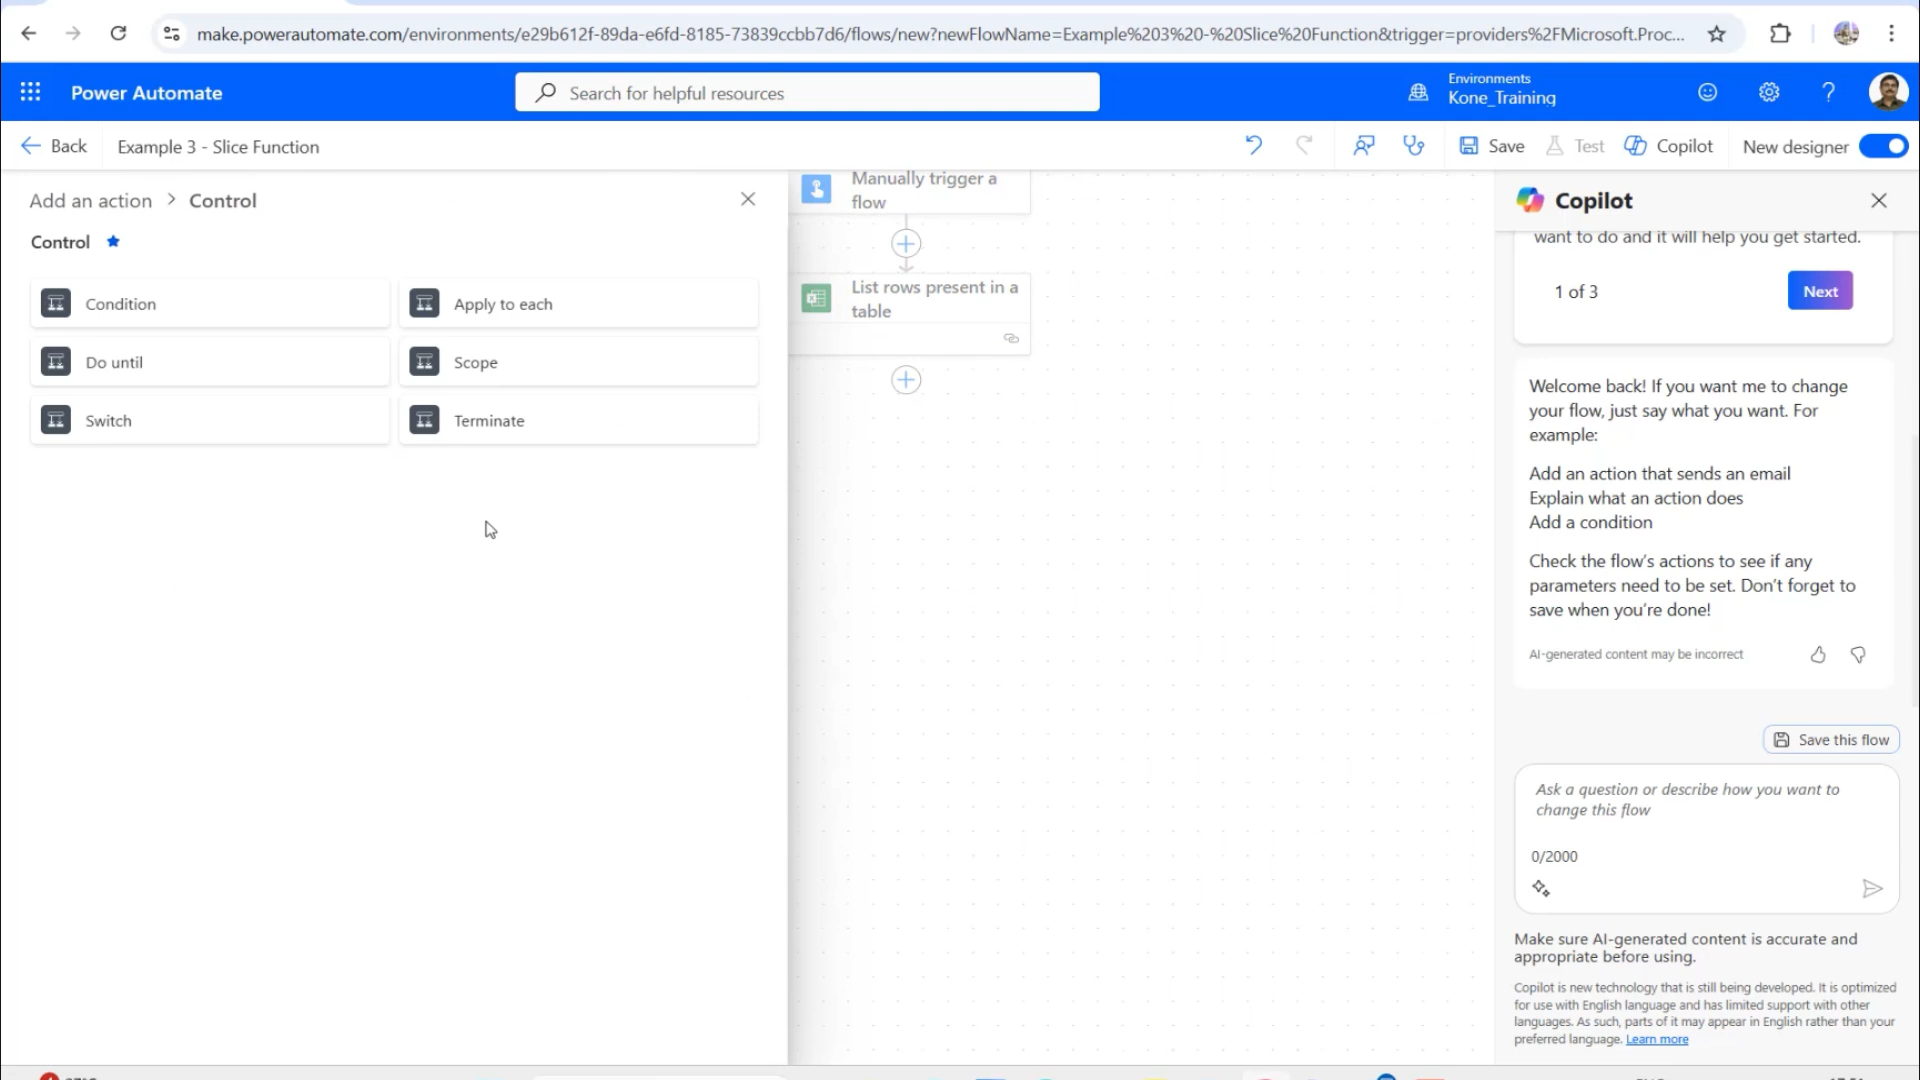 make.powerautomate.com/environments/e29b612f-89da-e6fd-8185-73839ccbb7d6/flows/new?newFlowName=Example%203%20-%20Slice%20Function&trigger=providers%2FMicrosoft.Proc...
Power Automate
Search for helpful resources
Environments
Kone_Training
Back
Example 3 - Slice Function
Save
Test
Copilot
New designer
Add an action > Control
Control
Condition
Apply to each
Do until
Scope
Switch
Terminate
Manually trigger a
flow
List rows present in a
table
Copilot
want to do and it will help you get started.
1 of 3
Next
Welcome back! If you want me to change
your flow, just say what you want. For
example:
Add an action that sends an email
Explain what an action does
Add a condition
Check the flow's actions to see if any
parameters need to be set. Don't forget to
save when you're done!
AI-generated content may be incorrect
Save this flow
Ask a question or describe how you want to
change this flow
0/2000
Make sure AI-generated content is accurate and
appropriate before using.
Copilot is new technology that is still being developed. It is optimized
for use with English language and has limited support with other
languages. As such, parts of it may appear in English rather than your
preferred language. Learn more